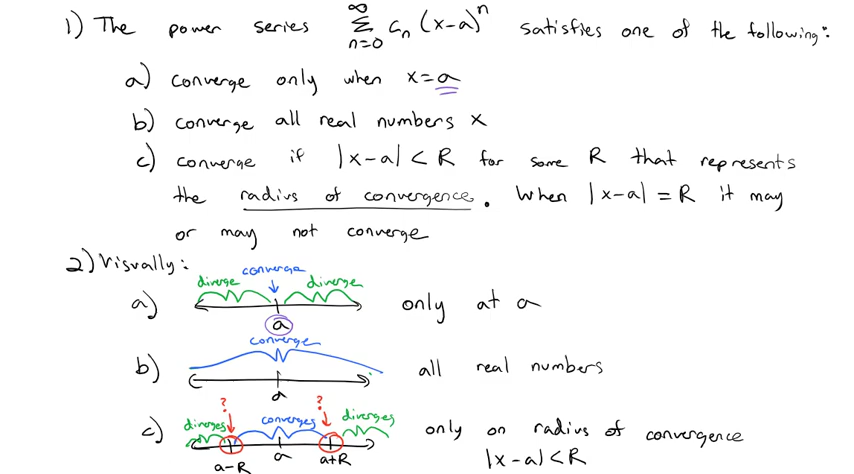 1) The power series $\sum_{n=0}^{\infty} c_n (x-a)^n$ satisfies one of the following:
a) converge only when x=a
b) converge all real numbers x
c) converge if |x-a| < R for some R that represents
the radius of convergence. When |x-a| = R it may
or may not converge
2) Visually:
converge
diverge diverge
a) only at a
a
converge
b) all real numbers
a
? ?
diverges converges diverges
c) only on radius of convergence
a-R a a+R
|x-a| < R